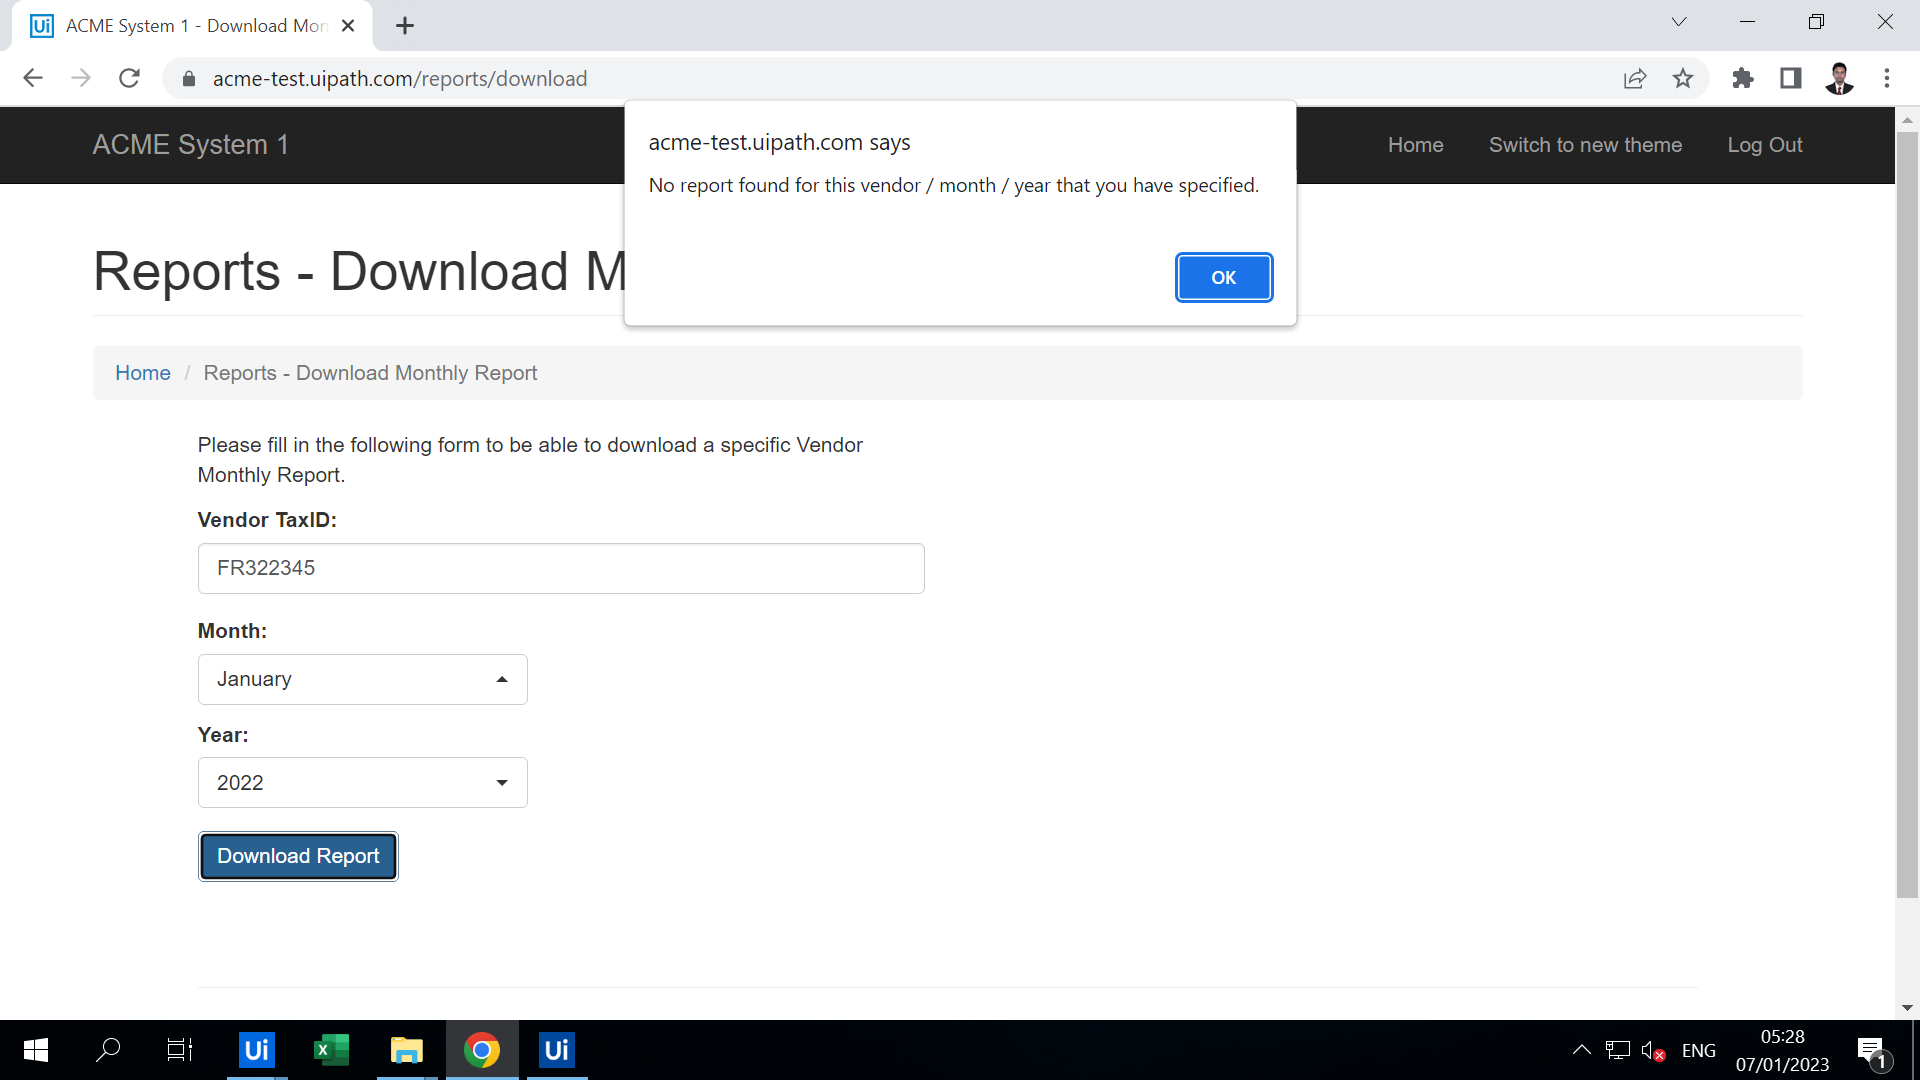 Ui ACME System 1 - Download Mon
acme-test.uipath.com/reports/download
ACME System 1
Home Switch to new theme Log Out
acme-test.uipath.com says
No report found for this vendor / month / year that you have specified.
OK
Reports - Download M
Home / Reports - Download Monthly Report
Please fill in the following form to be able to download a specific Vendor
Monthly Report.
Vendor TaxID:
FR322345
Month:
January
Year:
2022
Download Report
Ui X Ui
ENG
05:28
07/01/2023
1